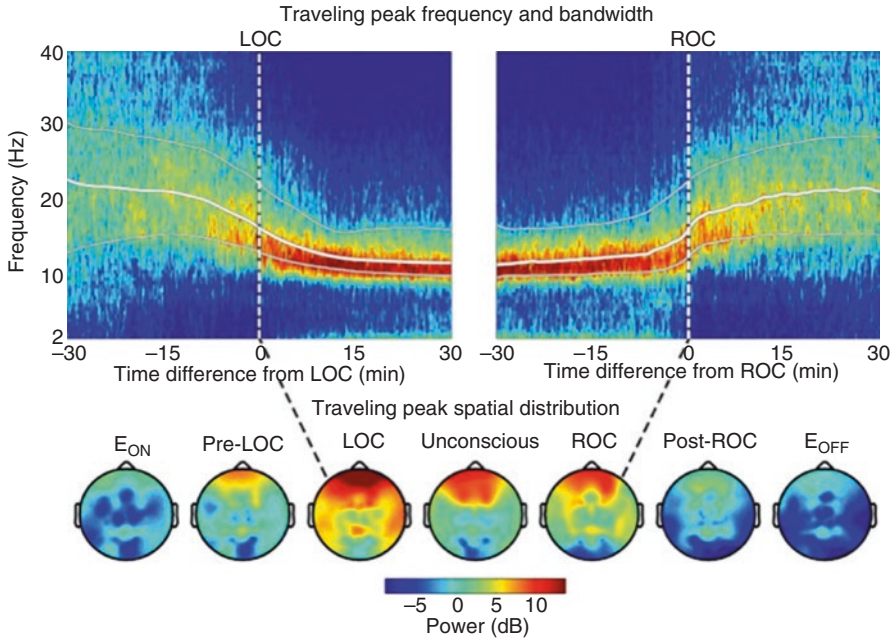 Traveling peak frequency and bandwidth
LOC
ROC
Frequency (Hz)
40
30
20
10
2
−30 −15 0 15 30
Time difference from LOC (min)
−30 −15 0 15 30
Time difference from ROC (min)
Traveling peak spatial distribution
E_ON Pre-LOC LOC Unconscious ROC Post-ROC E_OFF
−5 0 5 10
Power (dB)